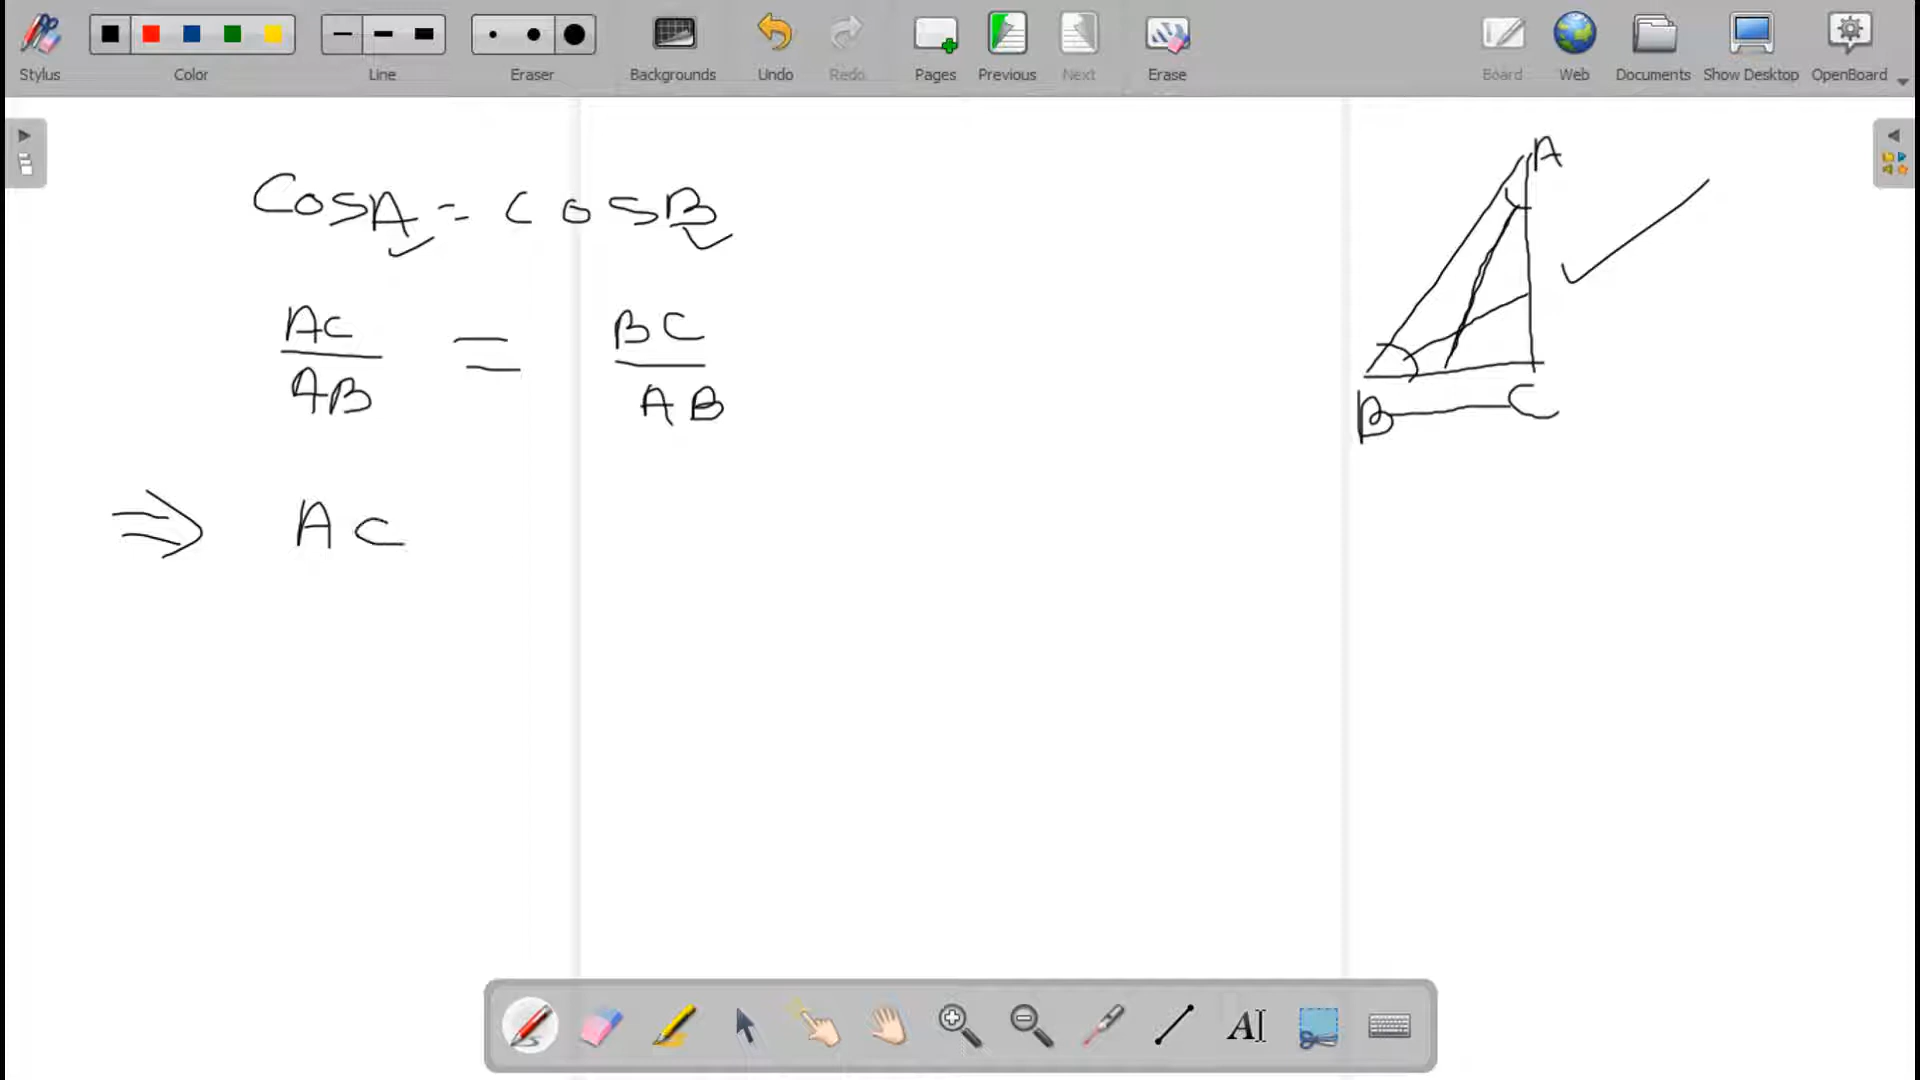 Stylus Color Line Eraser Backgrounds Undo Redo Pages Previous Next Erase Board Web Documents Show Desktop OpenBoard
CosA = cosB
AC/AB = BC/AB
⇒ AC
A
B C